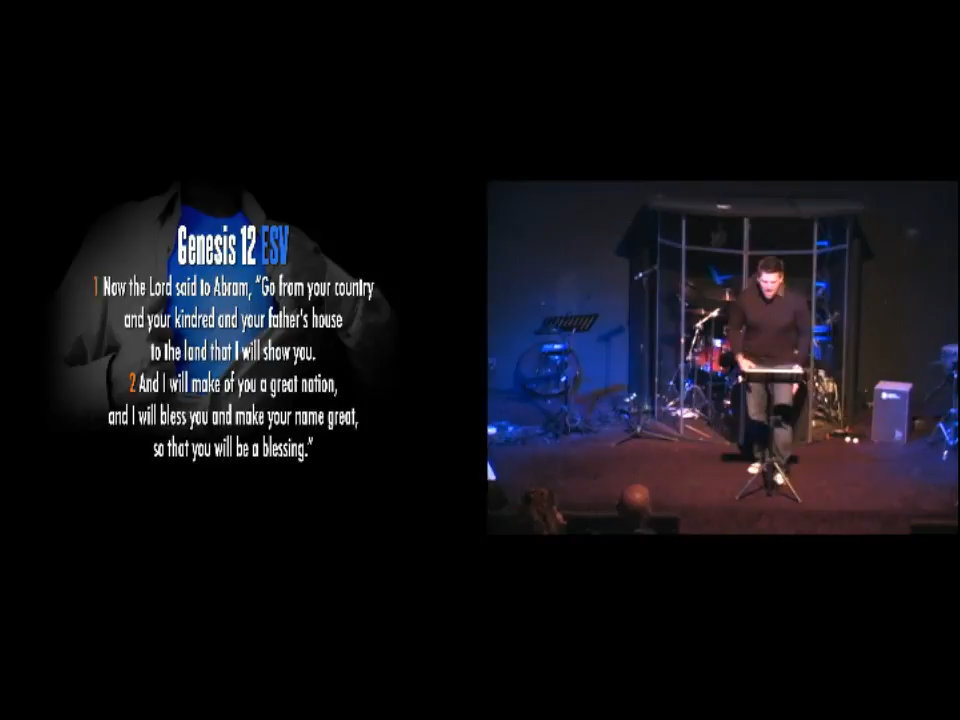 Genesis 12 ESV
1 Now the Lord said to Abram, “Go from your country
and your kindred and your father's house
to the land that I will show you.
2 And I will make of you a great nation,
and I will bless you and make your name great,
so that you will be a blessing.”